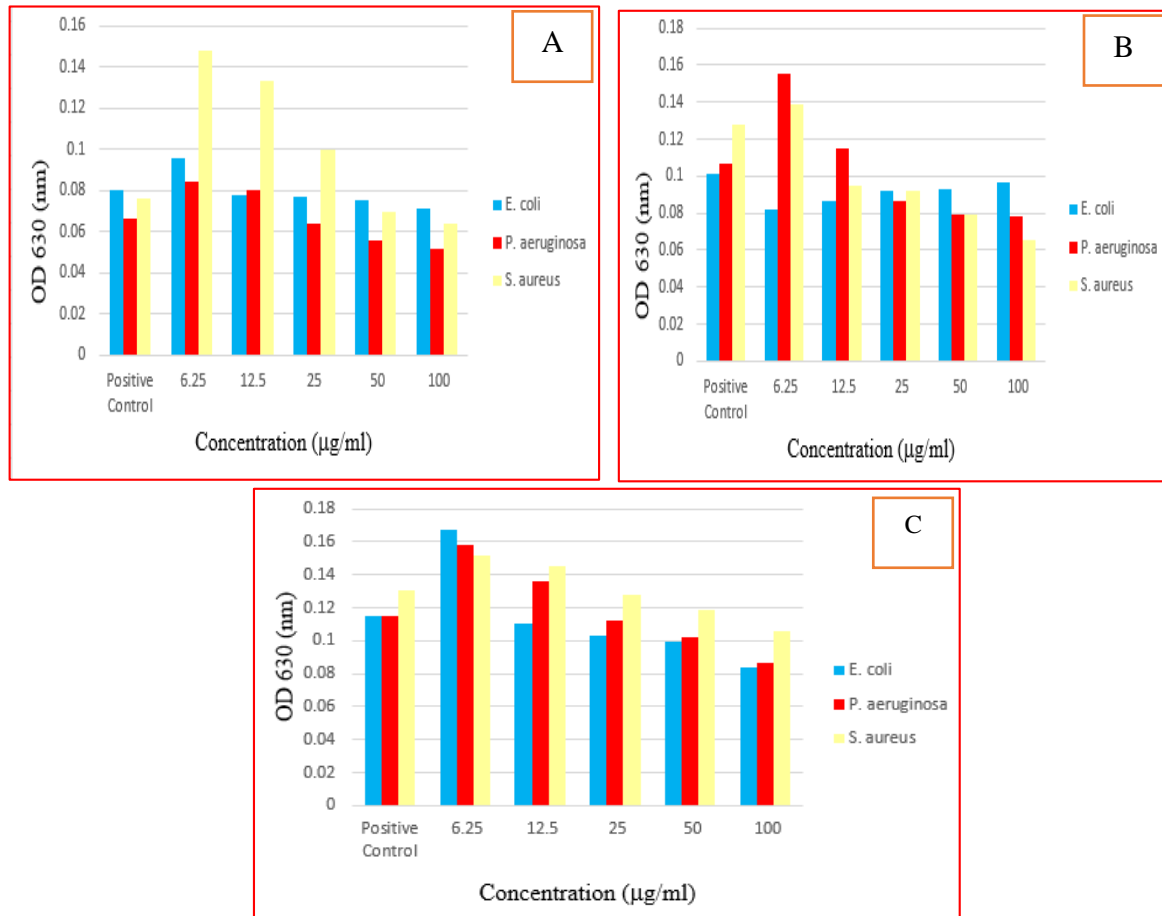 A
0.16
0.14
0.12
0.1
0.08
0.06
0.04
0.02
0
OD 630 (nm)
Positive Control
6.25
12.5
25
50
100
Concentration (µg/ml)
E. coli
P. aeruginosa
S. aureus
B
0.18
0.16
0.14
0.12
0.1
0.08
0.06
0.04
0.02
0
OD 630 (nm)
Positive Control
6.25
12.5
25
50
100
Concentration (µg/ml)
E. coli
P. aeruginosa
S. aureus
C
0.18
0.16
0.14
0.12
0.1
0.08
0.06
0.04
0.02
0
OD 630 (nm)
Positive Control
6.25
12.5
25
50
100
Concentration (µg/ml)
E. coli
P. aeruginosa
S. aureus